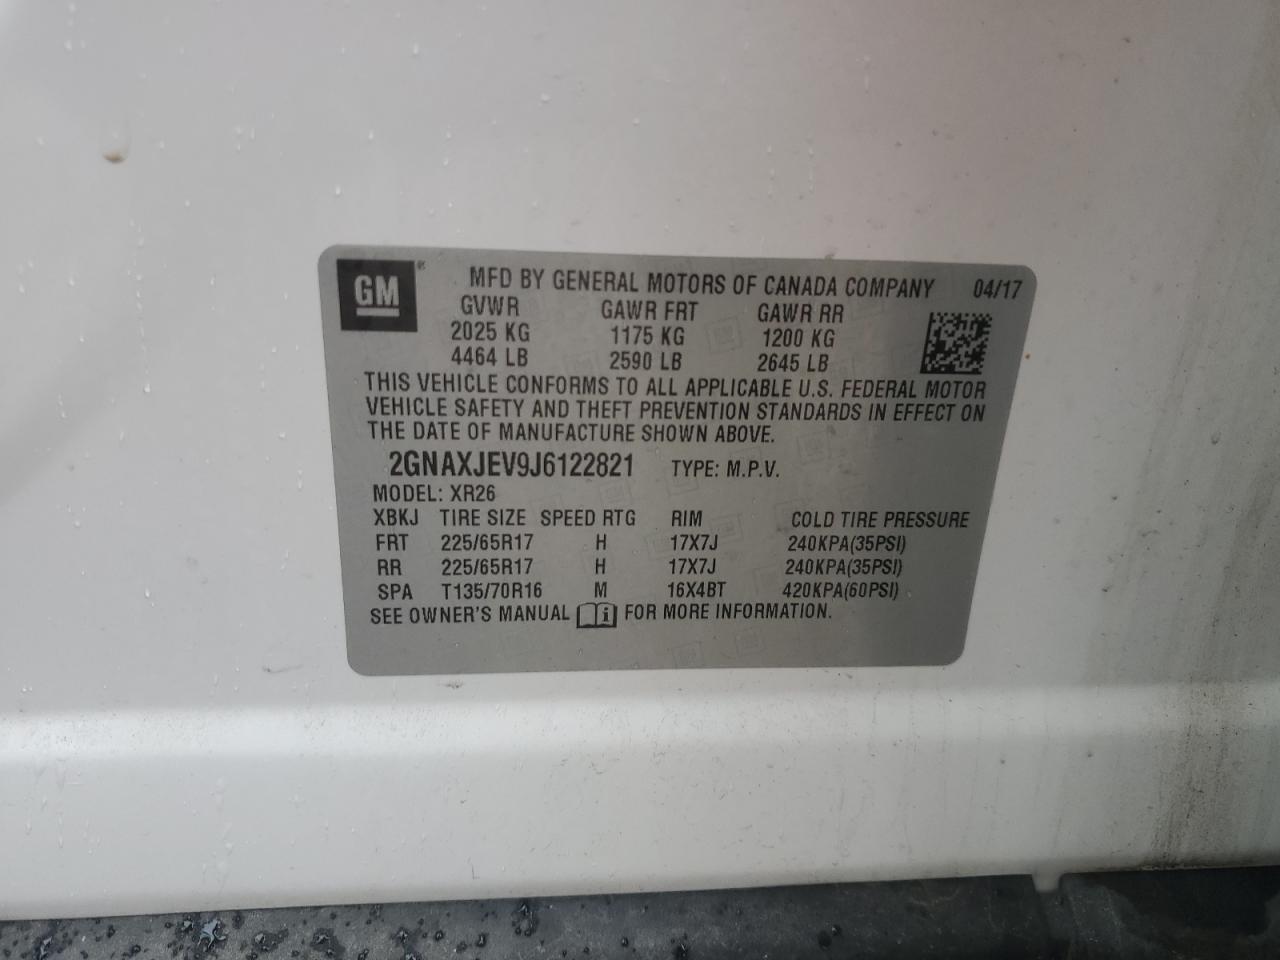 GM® MFD BY GENERAL MOTORS OF CANADA COMPANY 04/17
GVWR GAWR FRT GAWR RR
2025 KG 1175 KG 1200 KG
4464 LB 2590 LB 2645 LB
THIS VEHICLE CONFORMS TO ALL APPLICABLE U.S. FEDERAL MOTOR
VEHICLE SAFETY AND THEFT PREVENTION STANDARDS IN EFFECT ON
THE DATE OF MANUFACTURE SHOWN ABOVE.
2GNAXJEV9J6122821 TYPE: M.P.V.
MODEL: XR26
XBKJ TIRE SIZE SPEED RTG RIM COLD TIRE PRESSURE
FRT 225/65R17 H 17X7J 240KPA(35PSI)
RR 225/65R17 H 17X7J 240KPA(35PSI)
SPA T135/70R16 M 16X4BT 420KPA(60PSI)
SEE OWNER'S MANUAL i FOR MORE INFORMATION.